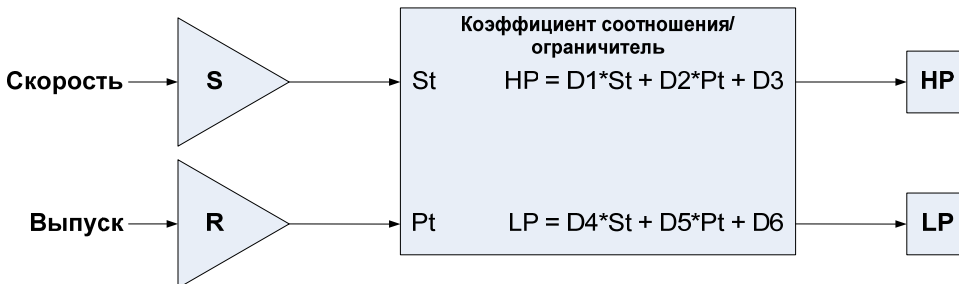 Коэффициент соотношения/
ограничитель
Скорость
S
St
HP = D1*St + D2*Pt + D3
HP
Выпуск
R
Pt
LP = D4*St + D5*Pt + D6
LP